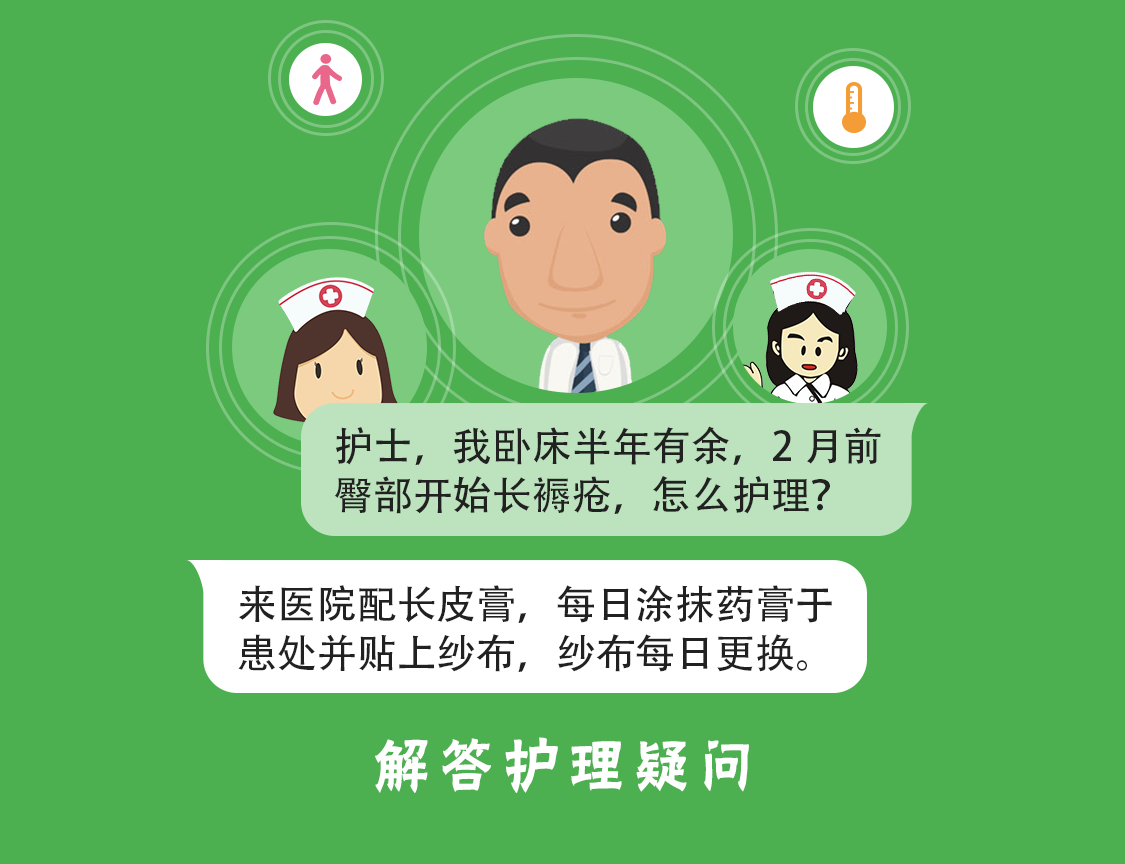 护士，我卧床半年有余，2 月前
臀部开始长褥疮，怎么护理？
来医院配长皮膏，每日涂抹药膏于
患处并贴上纱布，纱布每日更换。
解答护理疑问